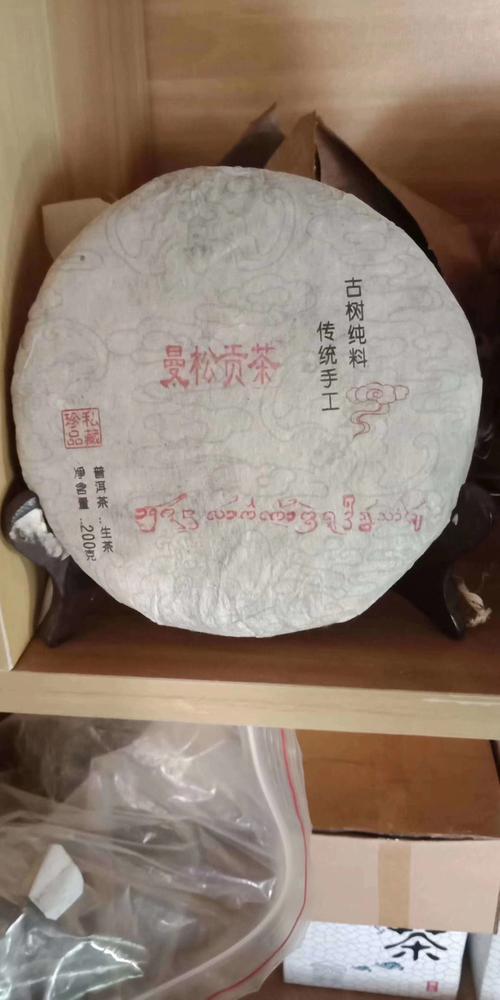 古树纯料
传统手工
曼松贡茶
私藏
珍品
普洱茶：生茶
净含量：200克
茶